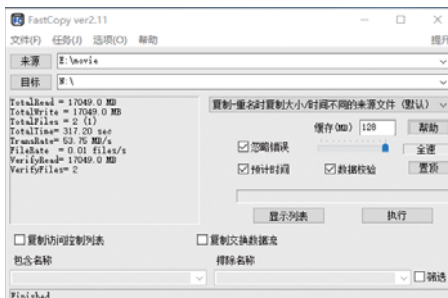 FastCopy ver2.11
文件(F) 任务(J) 选项(O) 帮助 提升
来源 E:\movie
目标 N:\
TotalRead = 17049.0 MB
TotalWrite = 17049.0 MB
TotalFiles = 2 (1)
TotalTime= 317.20 sec
TransRate= 53.75 MB/s
FileRate = 0.01 files/s
VerifyRead= 17049.0 MB
VerifyFiles= 2
复制-重名时复制大小/时间不同的来源文件 (默认)
缓存(MB) 128 帮助
忽略错误 全速
预计时间 数据校验 置顶
显示列表 执行
复制访问控制列表 复制交换数据流
包含名称 排除名称
筛选
Finished